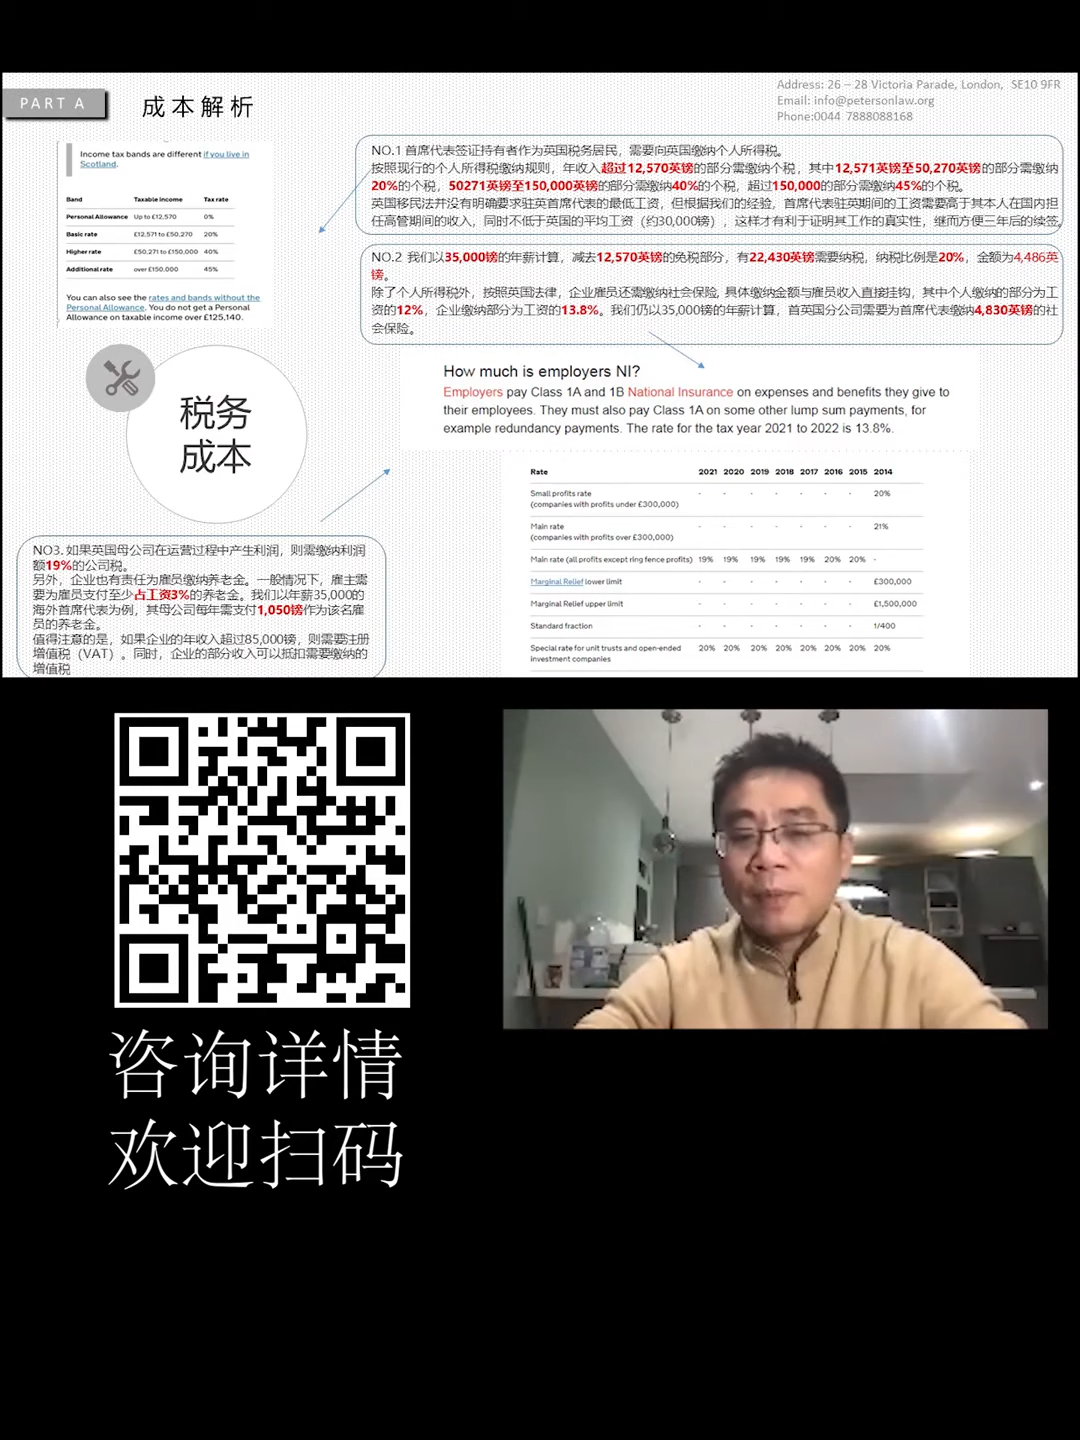 PART A
成本解析
Address: 26 – 28 Victoria Parade, London, SE10 9FR
Email: info@petersonlaw.org
Phone:0044 7888088168
Income tax bands are different if you live in
Scotland.
Band Taxable income Tax rate
Personal Allowance Up to £12,570 0%
Basic rate £12,571 to £50,270 20%
Higher rate £50,271 to £150,000 40%
Additional rate over £150,000 45%
You can also see the rates and bands without the
Personal Allowance. You do not get a Personal
Allowance on taxable income over £125,140.
NO.1 首席代表签证持有者作为英国税务居民，需要向英国缴纳个人所得税。
按照现行的个人所得税缴纳规则，年收入超过12,570英镑的部分需缴纳个税，其中12,571英镑至50,270英镑的部分需缴纳
20%的个税，50271英镑至150,000英镑的部分需缴纳40%的个税，超过150,000的部分需缴纳45%的个税。
英国移民法并没有明确要求驻英首席代表的最低工资，但根据我们的经验，首席代表驻英期间的工资需要高于其本人在国内担
任高管期间的收入，同时不低于英国的平均工资（约30,000镑），这样才有利于证明其工作的真实性，继而方便三年后的续签。
NO.2 我们以35,000镑的年薪计算，减去12,570英镑的免税部分，有22,430英镑需要纳税，纳税比例是20%，金额为4,486英
镑。
除了个人所得税外，按照英国法律，企业雇员还需缴纳社会保险，具体缴纳金额与雇员收入直接挂钩，其中个人缴纳的部分为工
资的12%，企业缴纳部分为工资的13.8%。我们仍以35,000镑的年薪计算，首英国分公司需要为首席代表缴纳4,830英镑的社
会保险。
税务
成本
How much is employers NI?
Employers pay Class 1A and 1B National Insurance on expenses and benefits they give to
their employees. They must also pay Class 1A on some other lump sum payments, for
example redundancy payments. The rate for the tax year 2021 to 2022 is 13.8%.
Rate 2021 2020 2019 2018 2017 2016 2015 2014
Small profits rate
(companies with profits under £300,000) - - - - - - - 20%
Main rate
(companies with profits over £300,000) - - - - - - - 21%
Main rate (all profits except ring fence profits) 19% 19% 19% 19% 19% 20% 20% -
Marginal Relief lower limit - - - - - - - £300,000
Marginal Relief upper limit - - - - - - - £1,500,000
Standard fraction - - - - - - - 1/400
Special rate for unit trusts and open-ended
investment companies 20% 20% 20% 20% 20% 20% 20% 20%
NO3. 如果英国母公司在运营过程中产生利润，则需缴纳利润
额19%的公司税。
另外，企业也有责任为雇员缴纳养老金。一般情况下，雇主需
要为雇员支付至少占工资3%的养老金。我们以年薪35,000的
海外首席代表为例，其母公司每年需支付1,050镑作为该名雇
员的养老金。
值得注意的是，如果企业的年收入超过85,000镑，则需要注册
增值税（VAT）。同时，企业的部分收入可以抵扣需要缴纳的
增值税
咨询详情
欢迎扫码